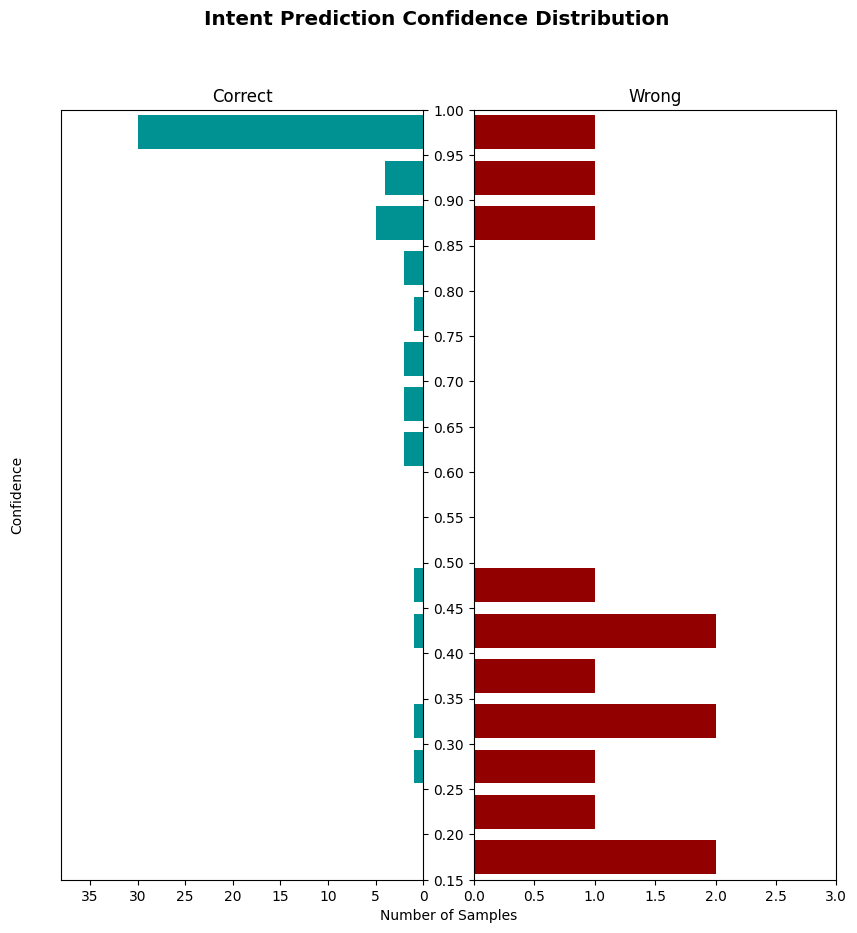 Intent Prediction Confidence Distribution
Correct
Wrong
1.00
0.95
0.90
0.85
0.80
0.75
0.70
0.65
0.60
0.55
0.50
0.45
0.40
0.35
0.30
0.25
0.20
0.15
Confidence
35 30 25 20 15 10 5 0
0.0 0.5 1.0 1.5 2.0 2.5 3.0
Number of Samples